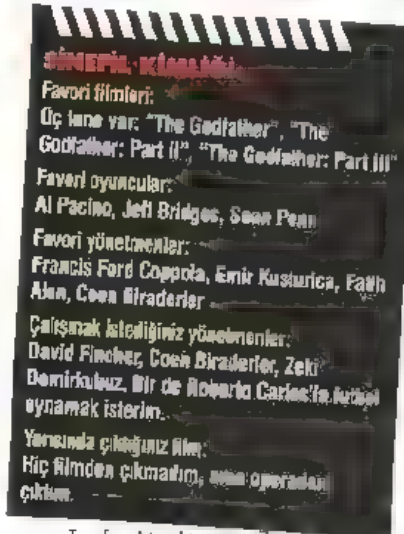 SİNEFİL KİMLİĞİ
Favori filmleri:
Üç tane var: "The Godfather", "The
Godfather: Part II", "The Godfather: Part III"
Favori oyuncular:
Al Pacino, Jeff Bridges, Sean Penn
Favori yönetmenler:
Francis Ford Coppola, Emir Kusturica, Fatih
Akın, Coen Biraderler
Çalışmak istediğiniz yönetmenler:
David Fincher, Coen Biraderler, Zeki
Demirkubuz, Bir de Roberto Carlos'la futbol
oynamak isterim.
Yarısında çıktığınız film:
Hiç filmden çıkmadım, ama operadan
çıktım.